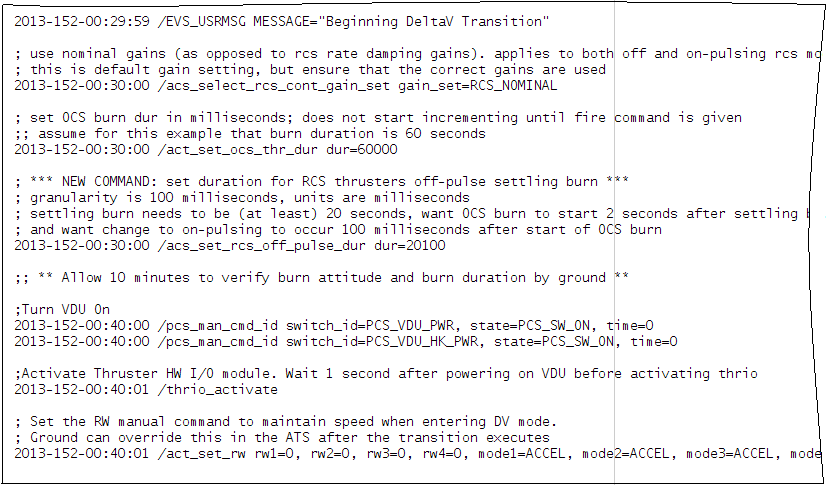 2013-152-00:29:59 /EVS_USRMSG MESSAGE="Beginning DeltaV Transition"
; use nominal gains (as opposed to rcs rate damping gains). applies to both off and on-pulsing rcs
; this is default gain setting, but ensure that the correct gains are used
2013-152-00:30:00 /acs_select_rcs_cont_gain_set gain_set=RCS_NOMINAL
; set OCS burn dur in milliseconds; does not start incrementing until fire command is given
;; assume for this example that burn duration is 60 seconds
2013-152-00:30:00 /act_set_ocs_thr_dur dur=60000
; *** NEW COMMAND: set duration for RCS thrusters off-pulse settling burn ***
; granularity is 100 milliseconds, units are milliseconds
; settling burn needs to be (at least) 20 seconds, want OCS burn to start 2 seconds after settling
; and want change to on-pulsing to occur 100 milliseconds after start of OCS burn
2013-152-00:30:00 /acs_set_rcs_off_pulse_dur dur=20100
;; ** Allow 10 minutes to verify burn attitude and burn duration by ground **
;Turn VDU On
2013-152-00:40:00 /pcs_man_cmd_id switch_id=PCS_VDU_PWR, state=PCS_SW_ON, time=0
2013-152-00:40:00 /pcs_man_cmd_id switch_id=PCS_VDU_HK_PWR, state=PCS_SW_ON, time=0
;Activate Thruster HW I/O module. Wait 1 second after powering on VDU before activating thrio
2013-152-00:40:01 /thrio_activate
; Set the RW manual command to maintain speed when entering DV mode.
; Ground can override this in the ATS after the transition executes
2013-152-00:40:01 /act_set_rw rw1=0, rw2=0, rw3=0, rw4=0, mode1=ACCEL, mode2=ACCEL, mode3=ACCEL, mode